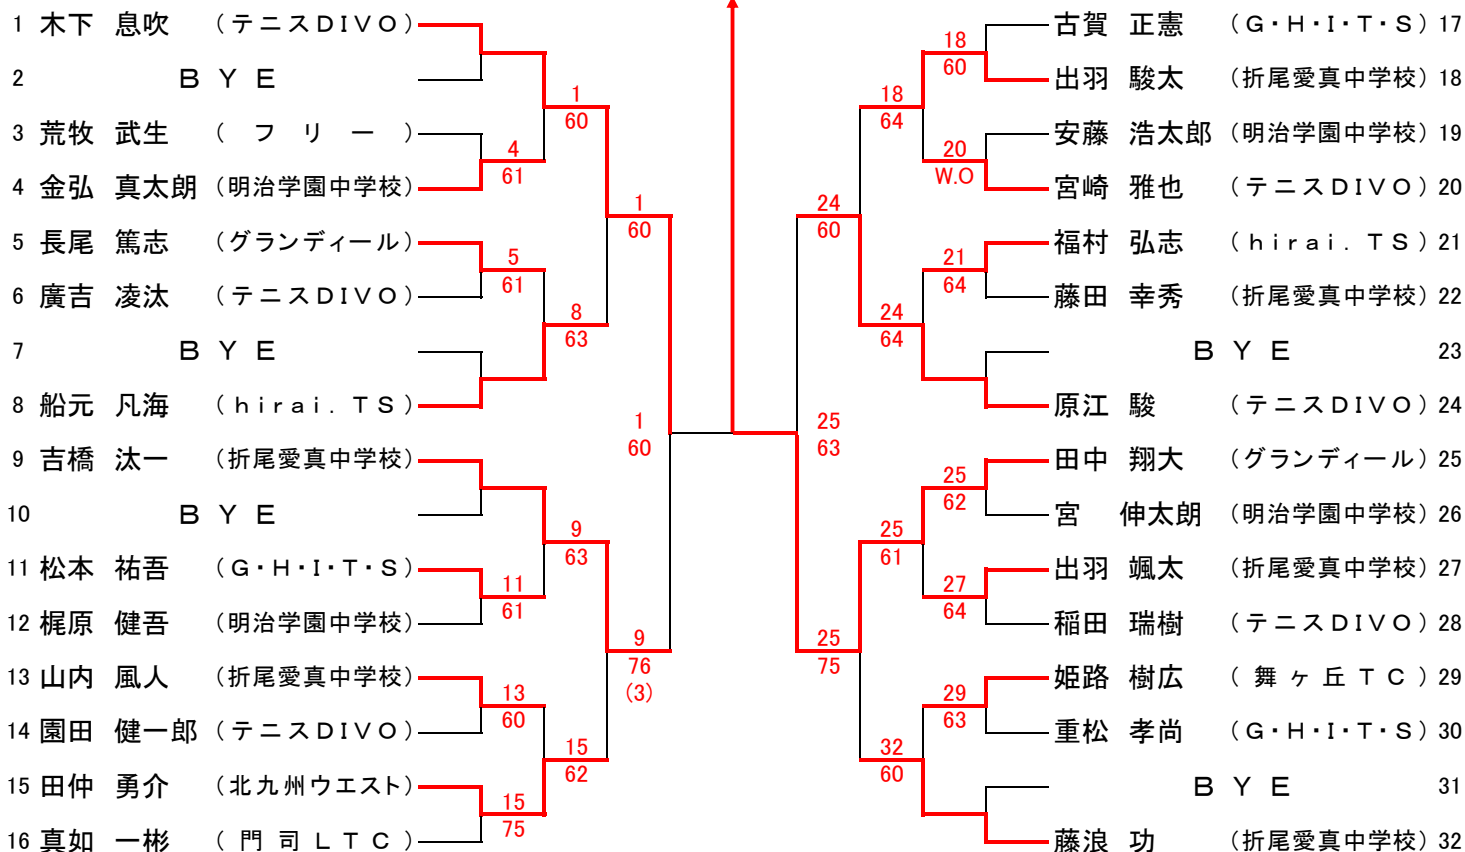 1 木下 息吹 (テニスDIVO)
2 BYE
3 荒牧 武生 (フリー)
4 金弘 真太朗 (明治学園中学校)
5 長尾 篤志 (グランディール)
6 廣吉 凌汰 (テニスDIVO)
7 BYE
8 船元 凡海 (hirai.TS)
9 吉橋 汰一 (折尾愛真中学校)
10 BYE
11 松本 祐吾 (G・H・I・T・S)
12 梶原 健吾 (明治学園中学校)
13 山内 風人 (折尾愛真中学校)
14 園田 健一郎 (テニスDIVO)
15 田仲 勇介 (北九州ウエスト)
16 真如 一彬 (門司LTC)
4
61
5
61
11
61
13
60
15
75
1
60
8
63
9
63
15
62
1
60
9
76
(3)
1
60
25
63
24
60
25
75
18
64
24
64
25
61
32
60
18
60
20
W.O
21
64
25
62
27
64
29
63
古賀 正憲 (G・H・I・T・S) 17
出羽 駿太 (折尾愛真中学校) 18
安藤 浩太郎 (明治学園中学校) 19
宮崎 雅也 (テニスDIVO) 20
福村 弘志 (hirai.TS) 21
藤田 幸秀 (折尾愛真中学校) 22
BYE 23
原江 駿 (テニスDIVO) 24
田中 翔大 (グランディール) 25
宮 伸太朗 (明治学園中学校) 26
出羽 颯太 (折尾愛真中学校) 27
稲田 瑞樹 (テニスDIVO) 28
姫路 樹広 (舞ヶ丘TC) 29
重松 孝尚 (G・H・I・T・S) 30
BYE 31
藤浪 功 (折尾愛真中学校) 32